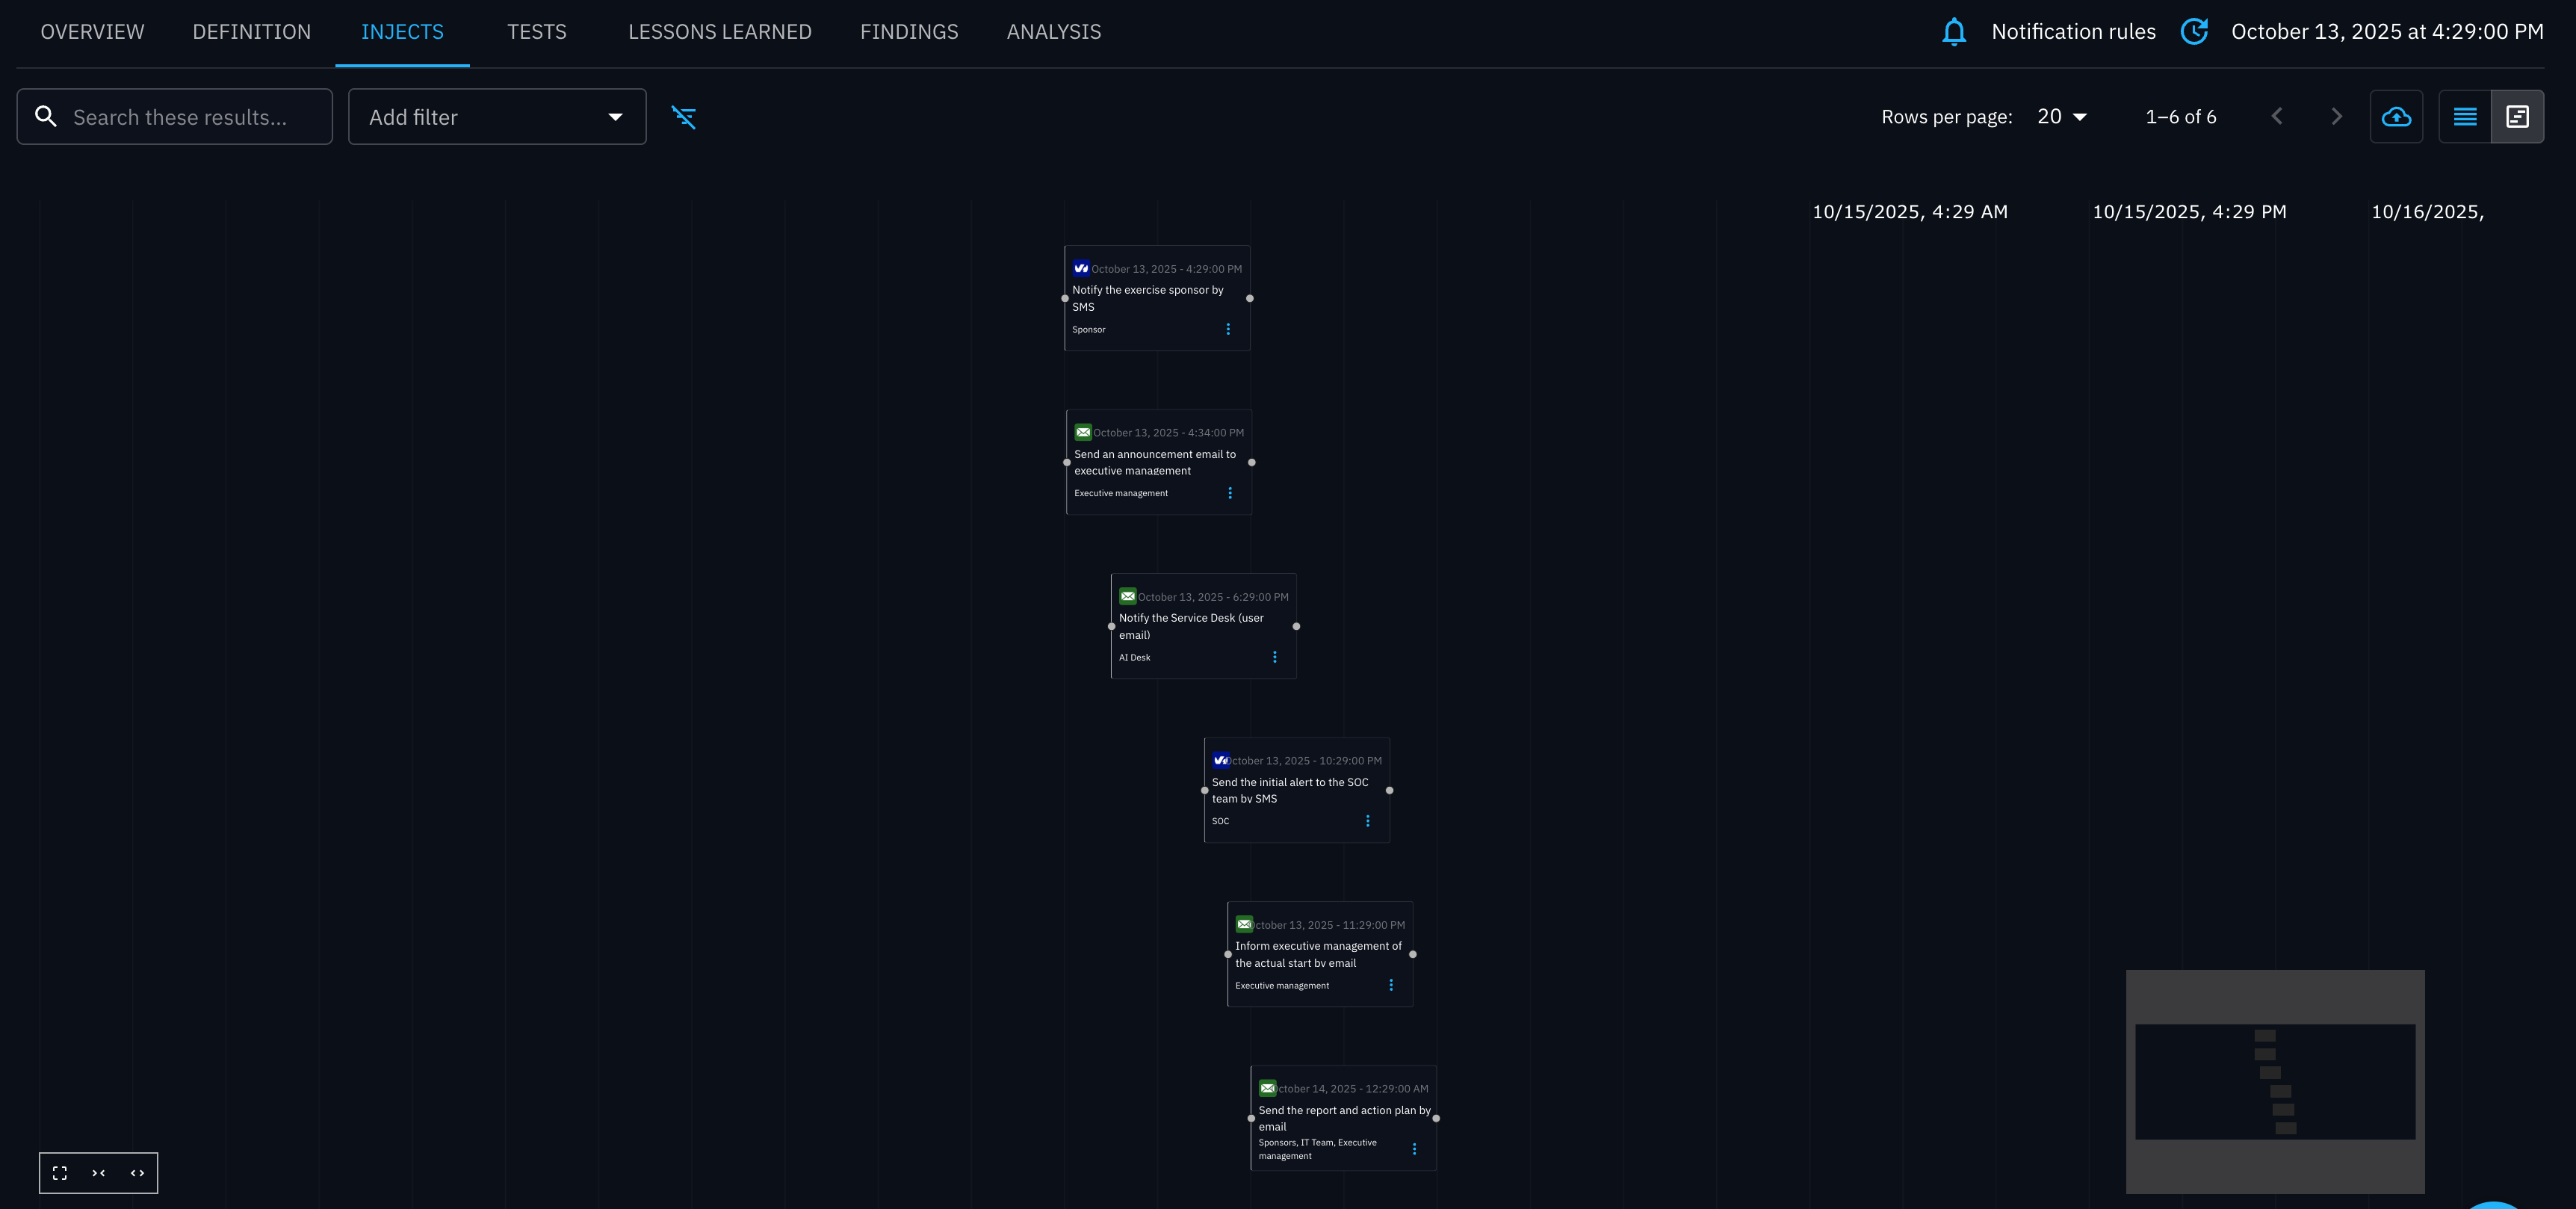 OVERVIEW DEFINITION INJECTS TESTS LESSONS LEARNED FINDINGS ANALYSIS Notification rules October 13, 2025 at 4:29:00 PM
Search these results... Add filter Rows per page: 20 1–6 of 6
10/15/2025, 4:29 AM 10/15/2025, 4:29 PM 10/16/2025,
October 13, 2025 - 4:29:00 PM
Notify the exercise sponsor by
SMS
Sponsor
October 13, 2025 - 4:34:00 PM
Send an announcement email to
executive management
Executive management
October 13, 2025 - 6:29:00 PM
Notify the Service Desk (user
email)
AI Desk
October 13, 2025 - 10:29:00 PM
Send the initial alert to the SOC
team by SMS
SOC
October 13, 2025 - 11:29:00 PM
Inform executive management of
the actual start by email
Executive management
October 14, 2025 - 12:29:00 AM
Send the report and action plan by
email
Sponsors, IT Team, Executive
management